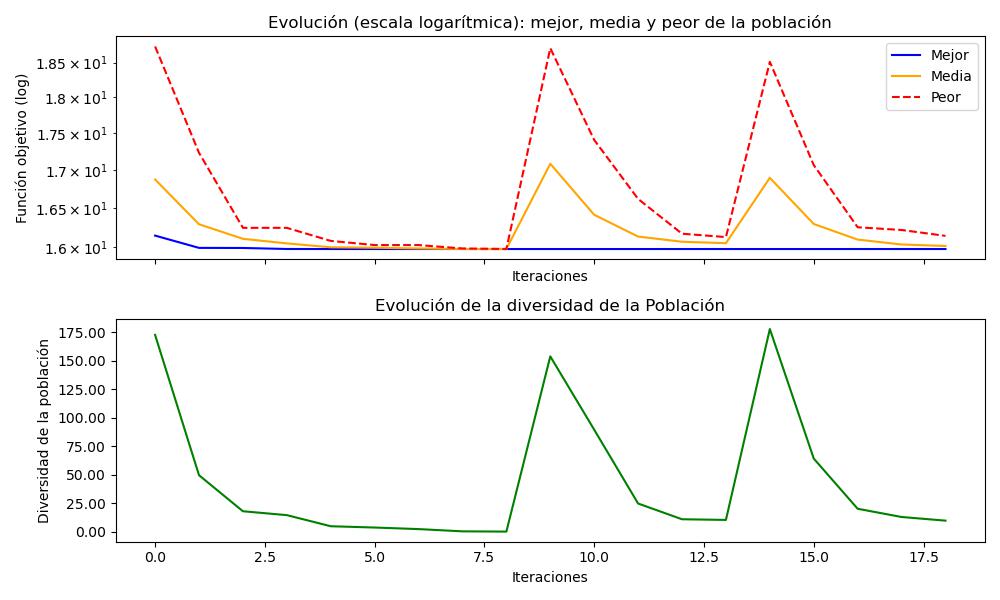 Evolución (escala logarítmica): mejor, media y peor de la población
Función objetivo (log)
1.85 × 10¹
1.8 × 10¹
1.75 × 10¹
1.7 × 10¹
1.65 × 10¹
1.6 × 10¹
Mejor
Media
Peor
Iteraciones
Evolución de la diversidad de la Población
Diversidad de la población
175.00
150.00
125.00
100.00
75.00
50.00
25.00
0.00
0.0 2.5 5.0 7.5 10.0 12.5 15.0 17.5
Iteraciones